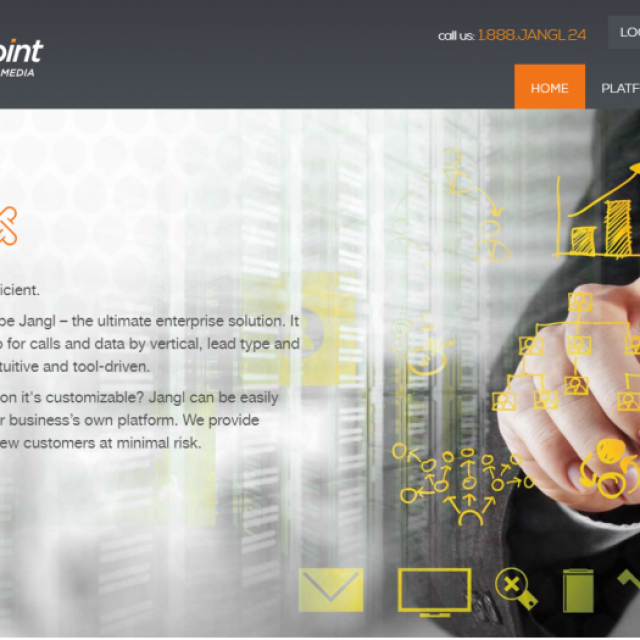 oint
MEDIA
call us: 1.888.JANGL 24
LO
HOME
PLATF
icient.
be Jangl – the ultimate enterprise solution. It
for calls and data by vertical, lead type and
tuitive and tool-driven.
on it's customizable? Jangl can be easily
r business's own platform. We provide
ew customers at minimal risk.